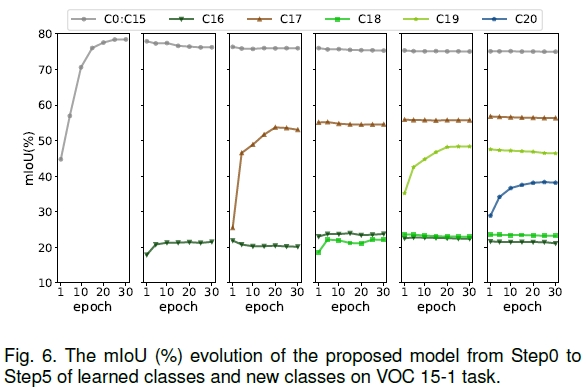 C0:C15 C16 C17 C18 C19 C20
mIoU(%)
80
70
60
50
40
30
20
10
1 10 20 30 1 10 20 30 1 10 20 30 1 10 20 30 1 10 20 30 1 10 20 30
epoch epoch epoch epoch epoch epoch
Fig. 6. The mIoU (%) evolution of the proposed model from Step0 to
Step5 of learned classes and new classes on VOC 15-1 task.